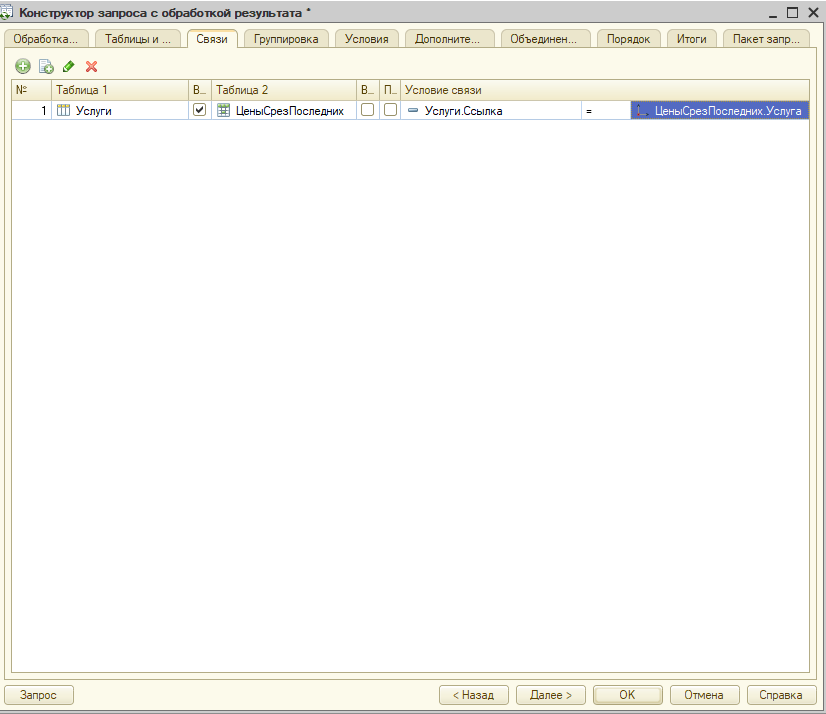 Конструктор запроса с обработкой результата *
Обработка... Таблицы и ... Связи Группировка Условия Дополните... Объединен... Порядок Итоги Пакет запр...
№ Таблица 1 В... Таблица 2 В... П... Условие связи
1 Услуги ЦеныСрезПоследних Услуги.Ссылка = ЦеныСрезПоследних.Услуга
Запрос < Назад Далее > OK Отмена Справка